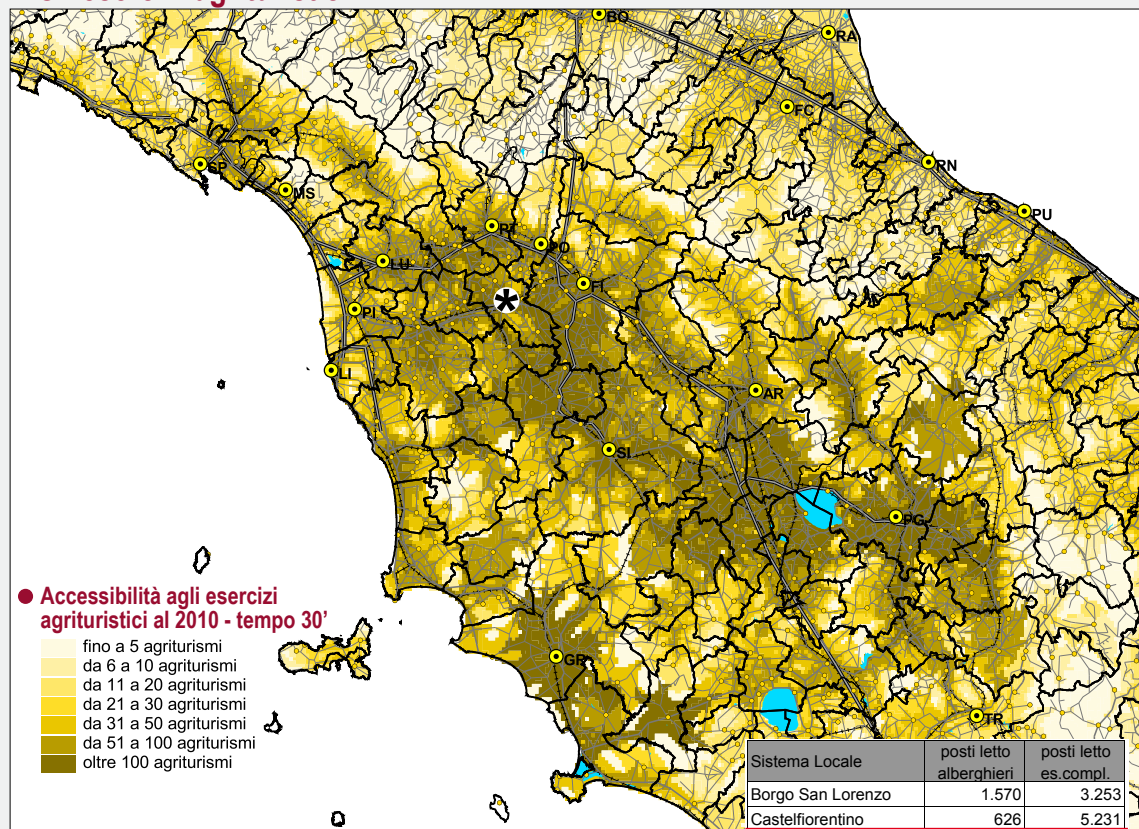 BO
RA
FC
RN
PU
SP
MS
PT
PO
LU
FI
PI
LI
AR
SI
PG
GR
TR
Accessibilità agli esercizi
agrituristici al 2010 - tempo 30'
fino a 5 agriturismi
da 6 a 10 agriturismi
da 11 a 20 agriturismi
da 21 a 30 agriturismi
da 31 a 50 agriturismi
da 51 a 100 agriturismi
oltre 100 agriturismi
Sistema Locale posti letto alberghieri posti letto es.compl.
Borgo San Lorenzo 1.570 3.253
Castelfiorentino 626 5.231